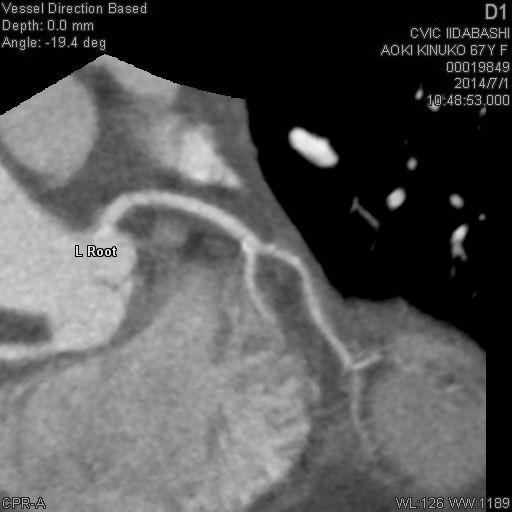 Vessel Direction Based
Depth: 0.0 mm
Angle: -19.4 deg
D1
CVIC IIDABASHI
AOKI KINUKO 67Y F
00019849
2014/7/1
10:48:53.000
L Root
CPR-A
WL:126 WW:1189